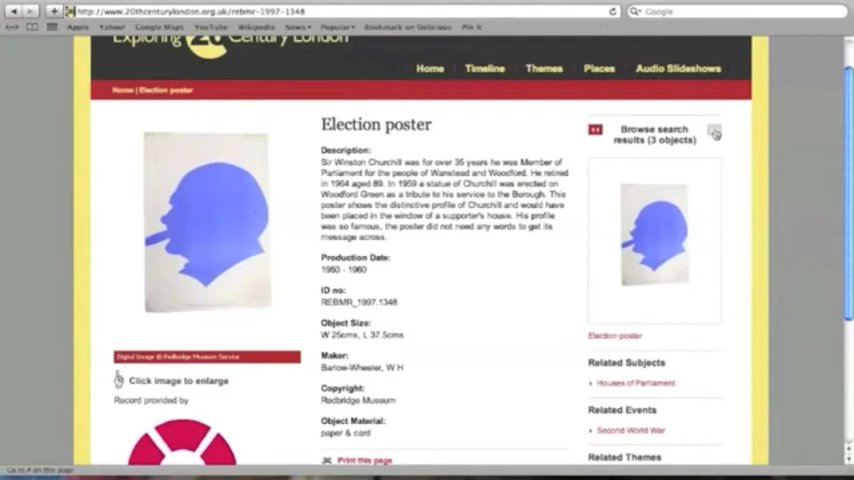 http://www.20thcenturylondon.org.uk/rebmr-1997-1348
Google
Apple Yahoo! Google Maps YouTube Wikipedia News Popular Bookmark on Delicious Pin It
Exploring 20 Century London
Home Timeline Themes Places Audio Slideshows
Home | Election poster
Election poster
Description:
Sir Winston Churchill was for over 35 years he was Member of
Parliament for the people of Wanstead and Woodford. He retired
in 1964 aged 89. In 1959 a statue of Churchill was erected on
Woodford Green as a tribute to his service to the Borough. This
poster shows the distinctive profile of Churchill and would have
been placed in the window of a supporter's house. His profile
was so famous, the poster did not need any words to get its
message across.
Production Date:
1950 - 1960
ID no:
REBMR_1997.1348
Object Size:
W 25cms, L 37.5cms
Maker:
Barlow-Wheeler, W H
Copyright:
Redbridge Museum
Object Material:
paper & card
Print this page
Digital Image © Redbridge Museum Service
Click image to enlarge
Record provided by
Browse search
results (3 objects)
Election poster
Related Subjects
Houses of Parliament
Related Events
Second World War
Related Themes
Go to # on this page